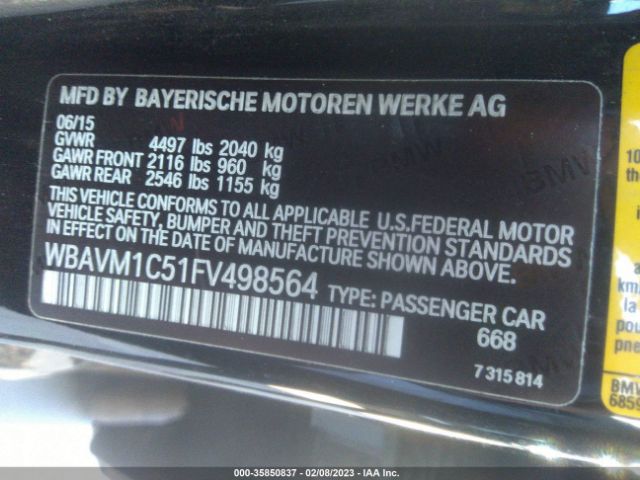 MFD BY BAYERISCHE MOTOREN WERKE AG
06/15
GVWR 4497 lbs 2040 kg
GAWR FRONT 2116 lbs 960 kg
GAWR REAR 2546 lbs 1155 kg
THIS VEHICLE CONFORMS TO ALL APPLICABLE U.S.FEDERAL MOTOR
VEHICLE SAFETY, BUMPER AND THEFT PREVENTION STANDARDS
IN EFFECT ON THE DATE OF MANUFACTURE SHOWN ABOVE.
WBAVM1C51FV498564 TYPE: PASSENGER CAR
668
7 315 814
BMW
000-35850837 - 02/08/2023 - IAA Inc.